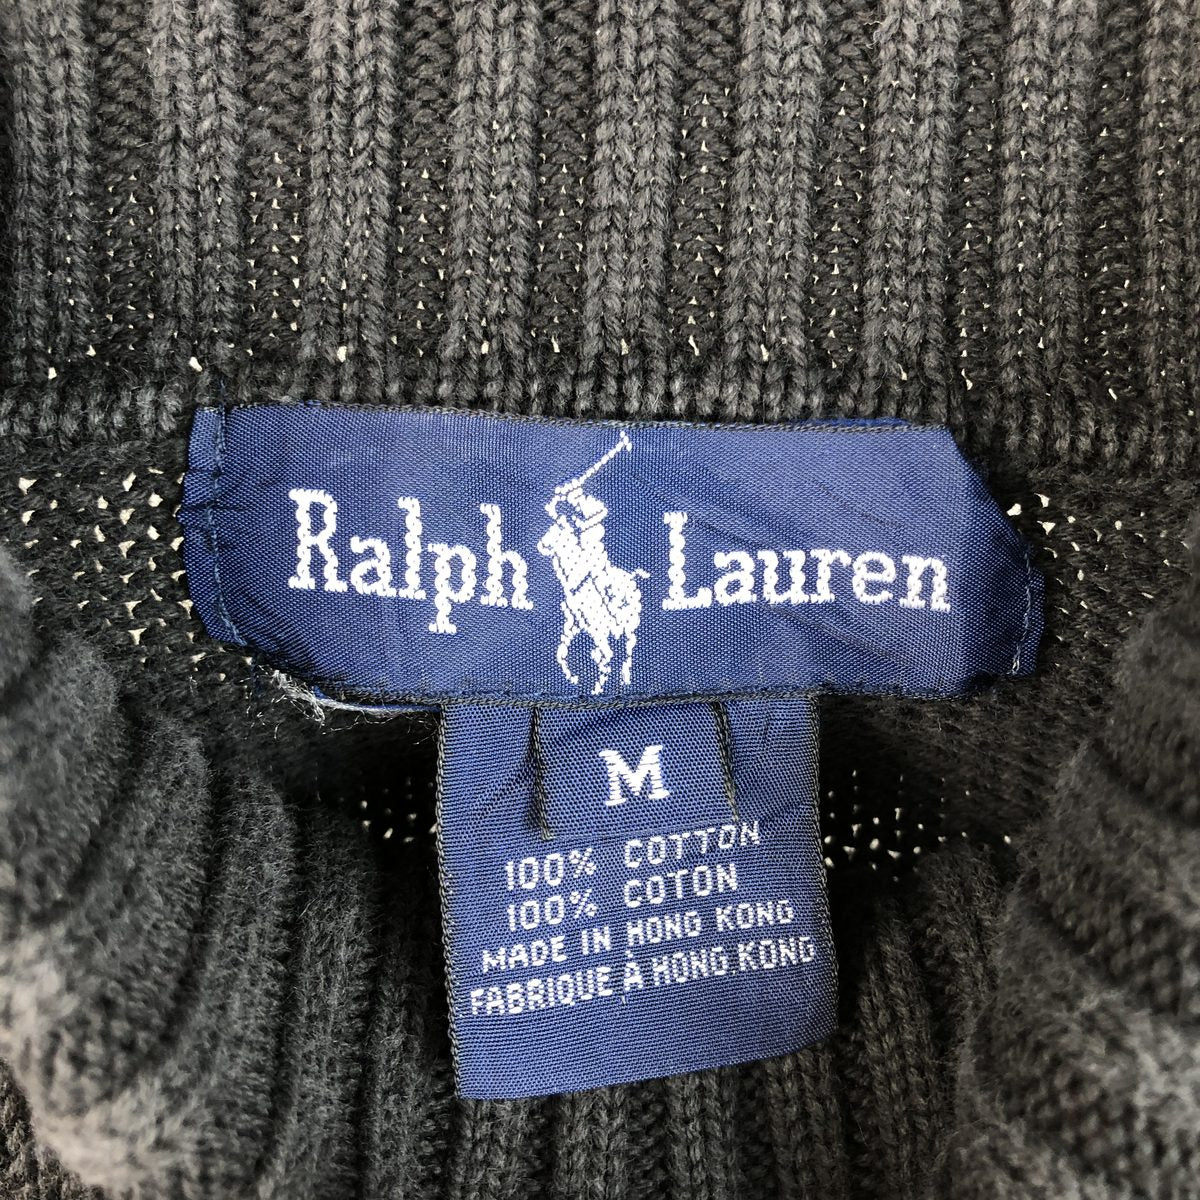 Ralph Lauren
M
100% COTTON
100% COTON
MADE IN HONG KONG
FABRIQUE À HONG KONG